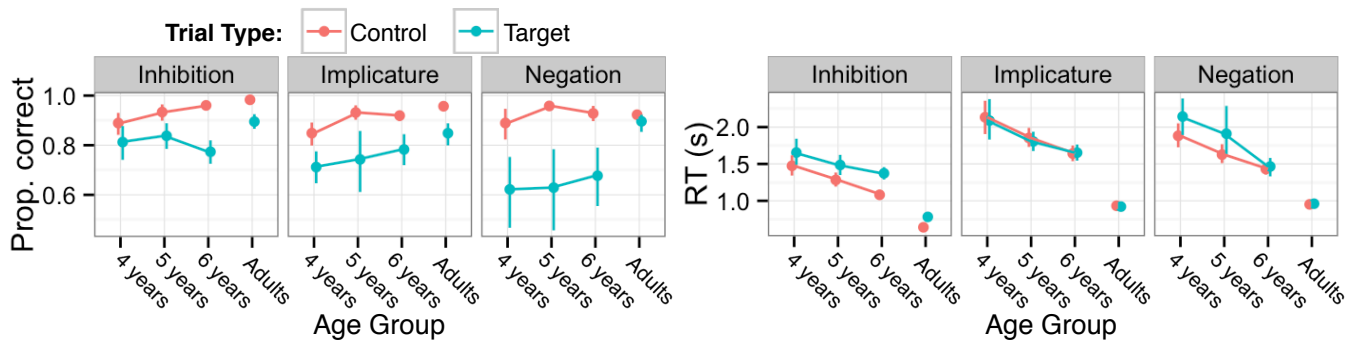 Trial Type: Control Target
Inhibition Implicature Negation
Prop. correct
1.0
0.8
0.6
4 years 5 years 6 years Adults 4 years 5 years 6 years Adults 4 years 5 years 6 years Adults
Age Group
Inhibition Implicature Negation
RT (s)
2.0
1.5
1.0
4 years 5 years 6 years Adults 4 years 5 years 6 years Adults 4 years 5 years 6 years Adults
Age Group